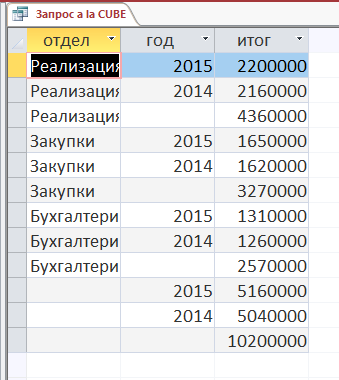 Запрос a la CUBE
отдел год итог
Реализация 2015 2200000
Реализация 2014 2160000
Реализация 4360000
Закупки 2015 1650000
Закупки 2014 1620000
Закупки 3270000
Бухгалтери 2015 1310000
Бухгалтери 2014 1260000
Бухгалтери 2570000
2015 5160000
2014 5040000
10200000